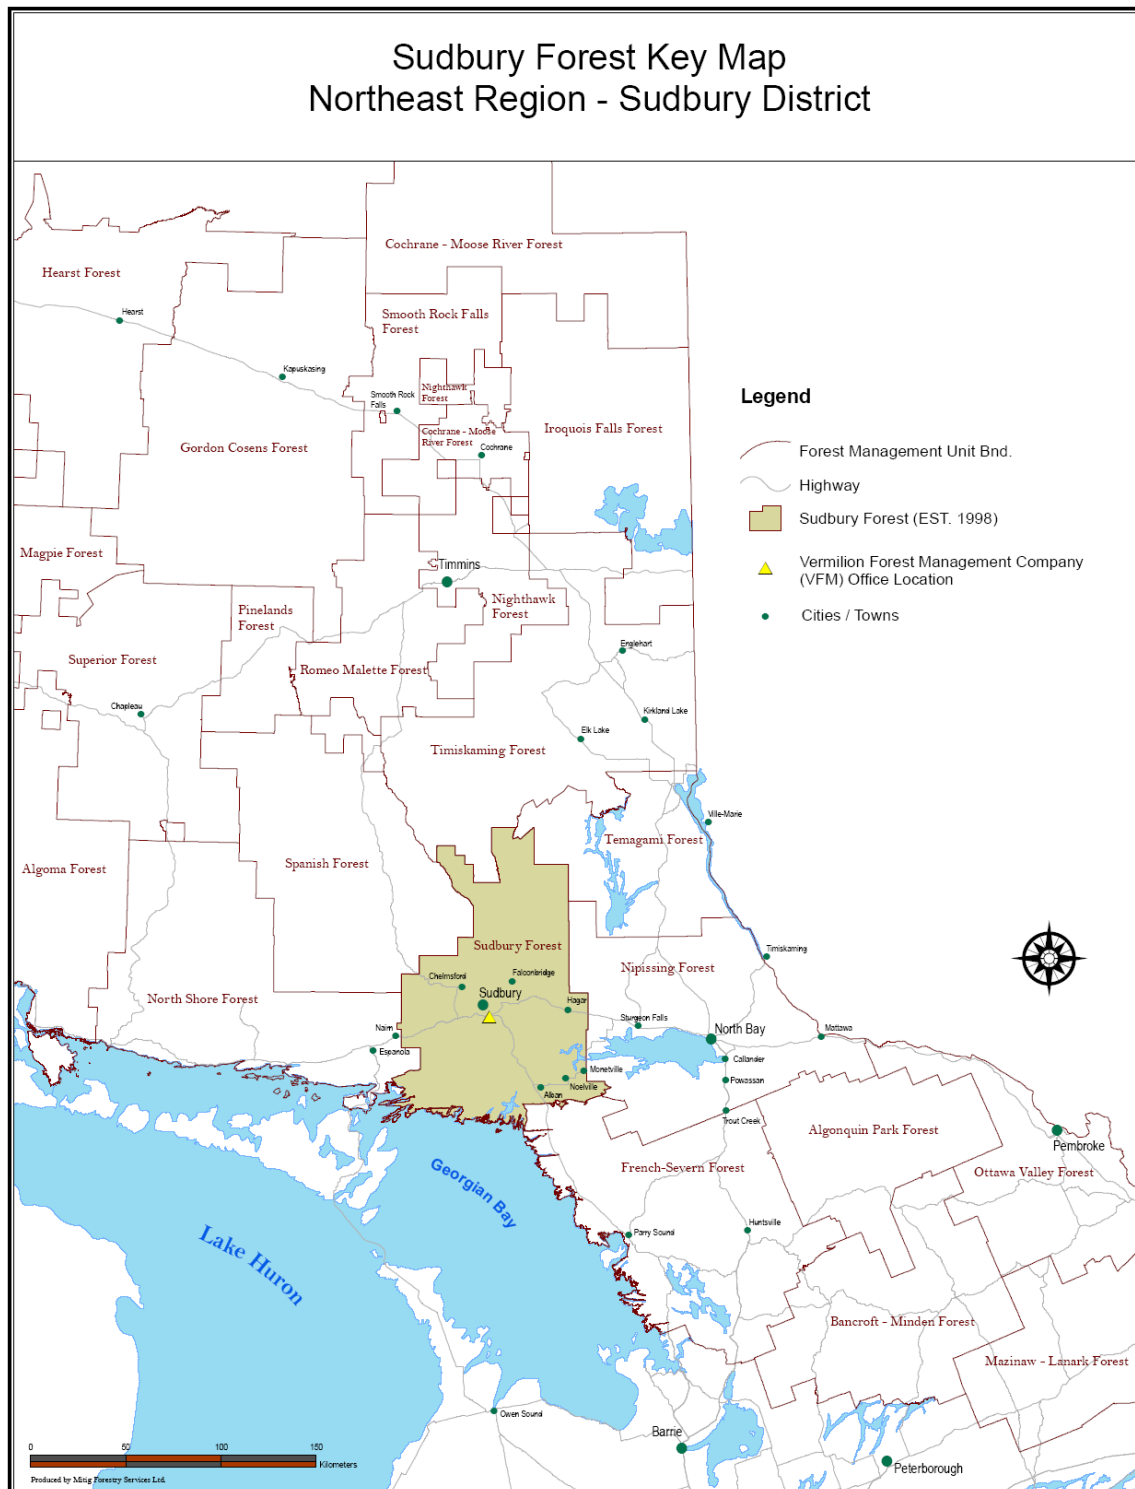 Sudbury Forest Key Map
Northeast Region - Sudbury District
Cochrane - Moose River Forest
Hearst Forest
Hearst
Smooth Rock Falls
Forest
Kapuskasing
Nighthawk
Forest
Smooth Rock
Falls
Cochrane - Moose
River Forest
Iroquois Falls Forest
Gordon Cosens Forest
Cochrane
Legend
Forest Management Unit Bnd.
Highway
Sudbury Forest (EST. 1998)
Vermilion Forest Management Company
(VFM) Office Location
Cities / Towns
Magpie Forest
Timmins
Pinelands
Forest
Nighthawk
Forest
Englehart
Superior Forest
Romeo Malette Forest
Chapleau
Kirkland Lake
Elk Lake
Timiskaming Forest
Ville-Marie
Temagami Forest
Algoma Forest
Spanish Forest
Sudbury Forest
Timiskaming
Chelmsford
Falconbridge
Nipissing Forest
Sudbury
North Shore Forest
Hagar
Sturgeon Falls
Nairn
North Bay
Mattawa
Espanola
Callander
Monetville
Powassan
Noelville
Alban
Trout Creek
Algonquin Park Forest
Pembroke
French-Severn Forest
Ottawa Valley Forest
Georgian Bay
Huntsville
Parry Sound
Lake Huron
Bancroft - Minden Forest
Mazinaw - Lanark Forest
Owen Sound
Barrie
Peterborough
0 50 100 150
Kilometers
Produced by Mitig Forestry Services Ltd.